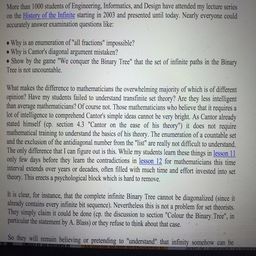 More than 1000 students of Engineering, Informatics, and Design have attended my lecture series
on the History of the Infinite starting in 2003 and presented until today. Nearly everyone could
accurately answer examination questions like:
♦ Why is an enumeration of "all fractions" impossible?
♦ Why is Cantor's diagonal argument mistaken?
♦ Show by the game "We conquer the Binary Tree" that the set of infinite paths in the Binary
Tree is not uncountable.
What makes the difference to mathematicians the overwhelming majority of which is of different
opinion? Have my students failed to understand transfinite set theory? Are they less intelligent
than average mathematicians? Of course not. Those mathematicians who believe that it requires a
lot of intelligence to comprehend Cantor's simple ideas cannot be very bright. As Cantor already
stated himself (cp. section 4.3 "Cantor on the ease of his theory") it does not require
mathematical training to understand the basics of his theory. The enumeration of a countable set
and the exclusion of the antidiagonal number from the "list" are really not difficult to understand.
The only difference that I can figure out is this. While my students learn these things in lesson 11
only few days before they learn the contradictions in lesson 12 for mathematicians this time
interval extends over years or decades, often filled with much time and effort invested into set
theory. This erects a psychological block which is hard to remove.
It is clear, for instance, that the complete infinite Binary Tree cannot be diagonalized (since it
already contains every infinite bit sequence). Nevertheless this is not a problem for set theorists.
They simply claim it could be done (cp. the discussion to section "Colour the Binary Tree", in
particular the statement by A. Blass) or they refuse to think about that case.
So they will remain believing or pretending to "understand" that infinity somehow can be